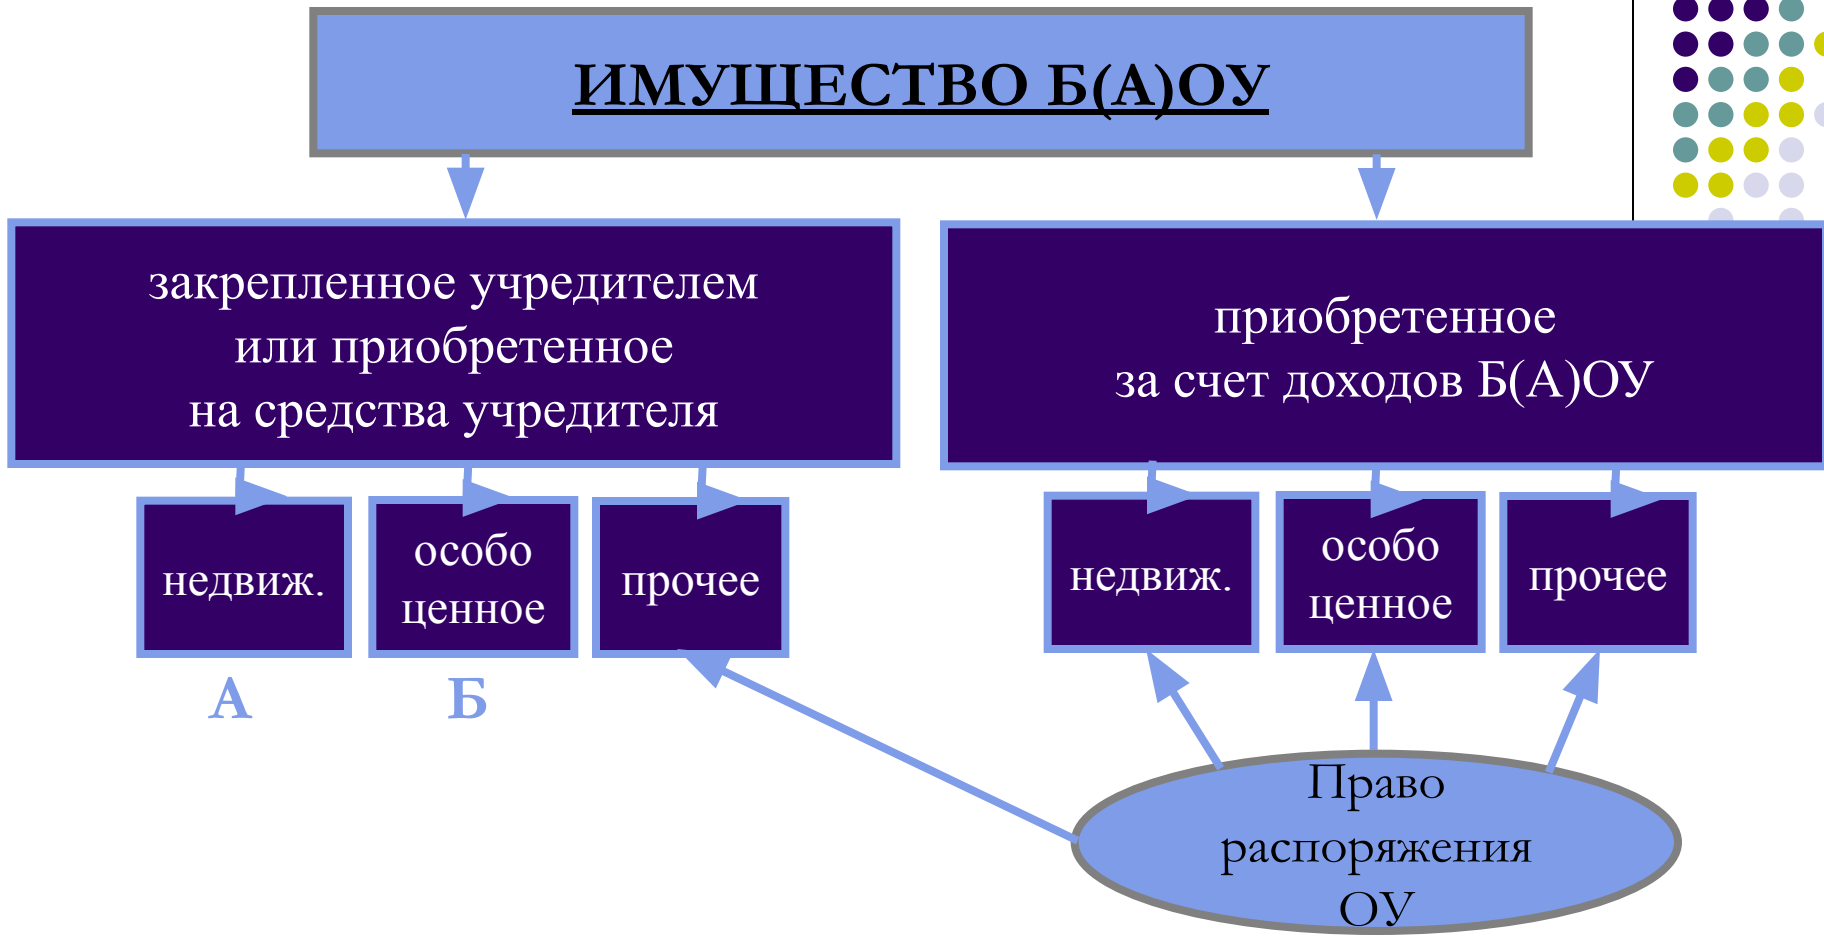 ИМУЩЕСТВО Б(А)ОУ
закрепленное учредителем
или приобретенное
на средства учредителя
приобретенное
за счет доходов Б(А)ОУ
недвиж.
особо
ценное
прочее
недвиж.
особо
ценное
прочее
А
Б
Право
распоряжения
ОУ